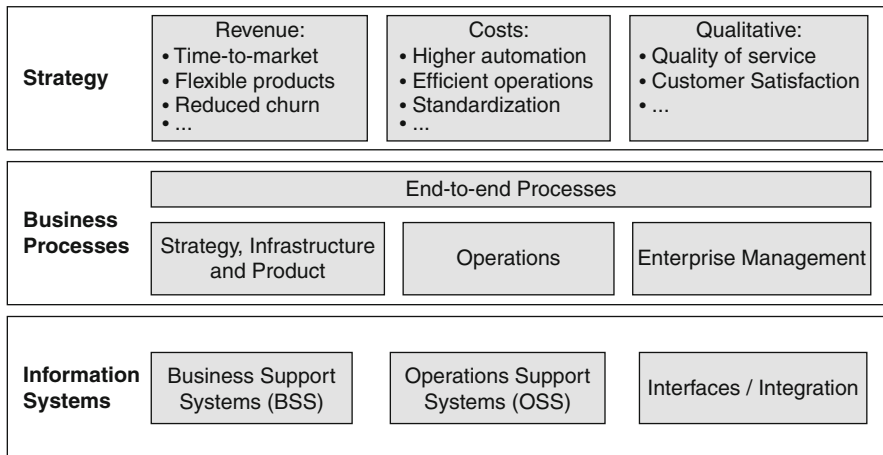 Strategy
Revenue:
• Time-to-market
• Flexible products
• Reduced churn
• ...
Costs:
• Higher automation
• Efficient operations
• Standardization
• ...
Qualitative:
• Quality of service
• Customer Satisfaction
• ...
Business
Processes
End-to-end Processes
Strategy, Infrastructure
and Product
Operations
Enterprise Management
Information
Systems
Business Support
Systems (BSS)
Operations Support
Systems (OSS)
Interfaces / Integration